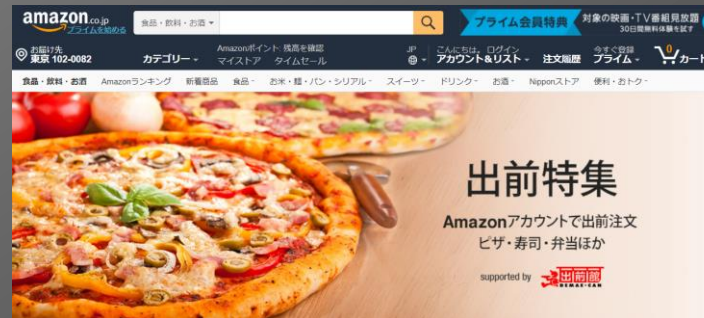 amazon.co.jp
プライムを始める
食品・飲料・お酒
プライム会員特典
対象の映画・TV番組見放題
30日間無料体験を試す
お届け先
東京 102-0082
カテゴリー
Amazonポイント: 残高を確認
マイストア タイムセール
JP
こんにちは。ログイン
アカウント&リスト
注文履歴
今すぐ登録
プライム
0
カート
食品・飲料・お酒 Amazonランキング 新着商品 食品 お米・麺・パン・シリアル スイーツ ドリンク お酒 Nipponストア 便利・おトク
出前特集
Amazonアカウントで出前注文
ピザ・寿司・弁当ほか
supported by 出前館
DEMAE-CAN